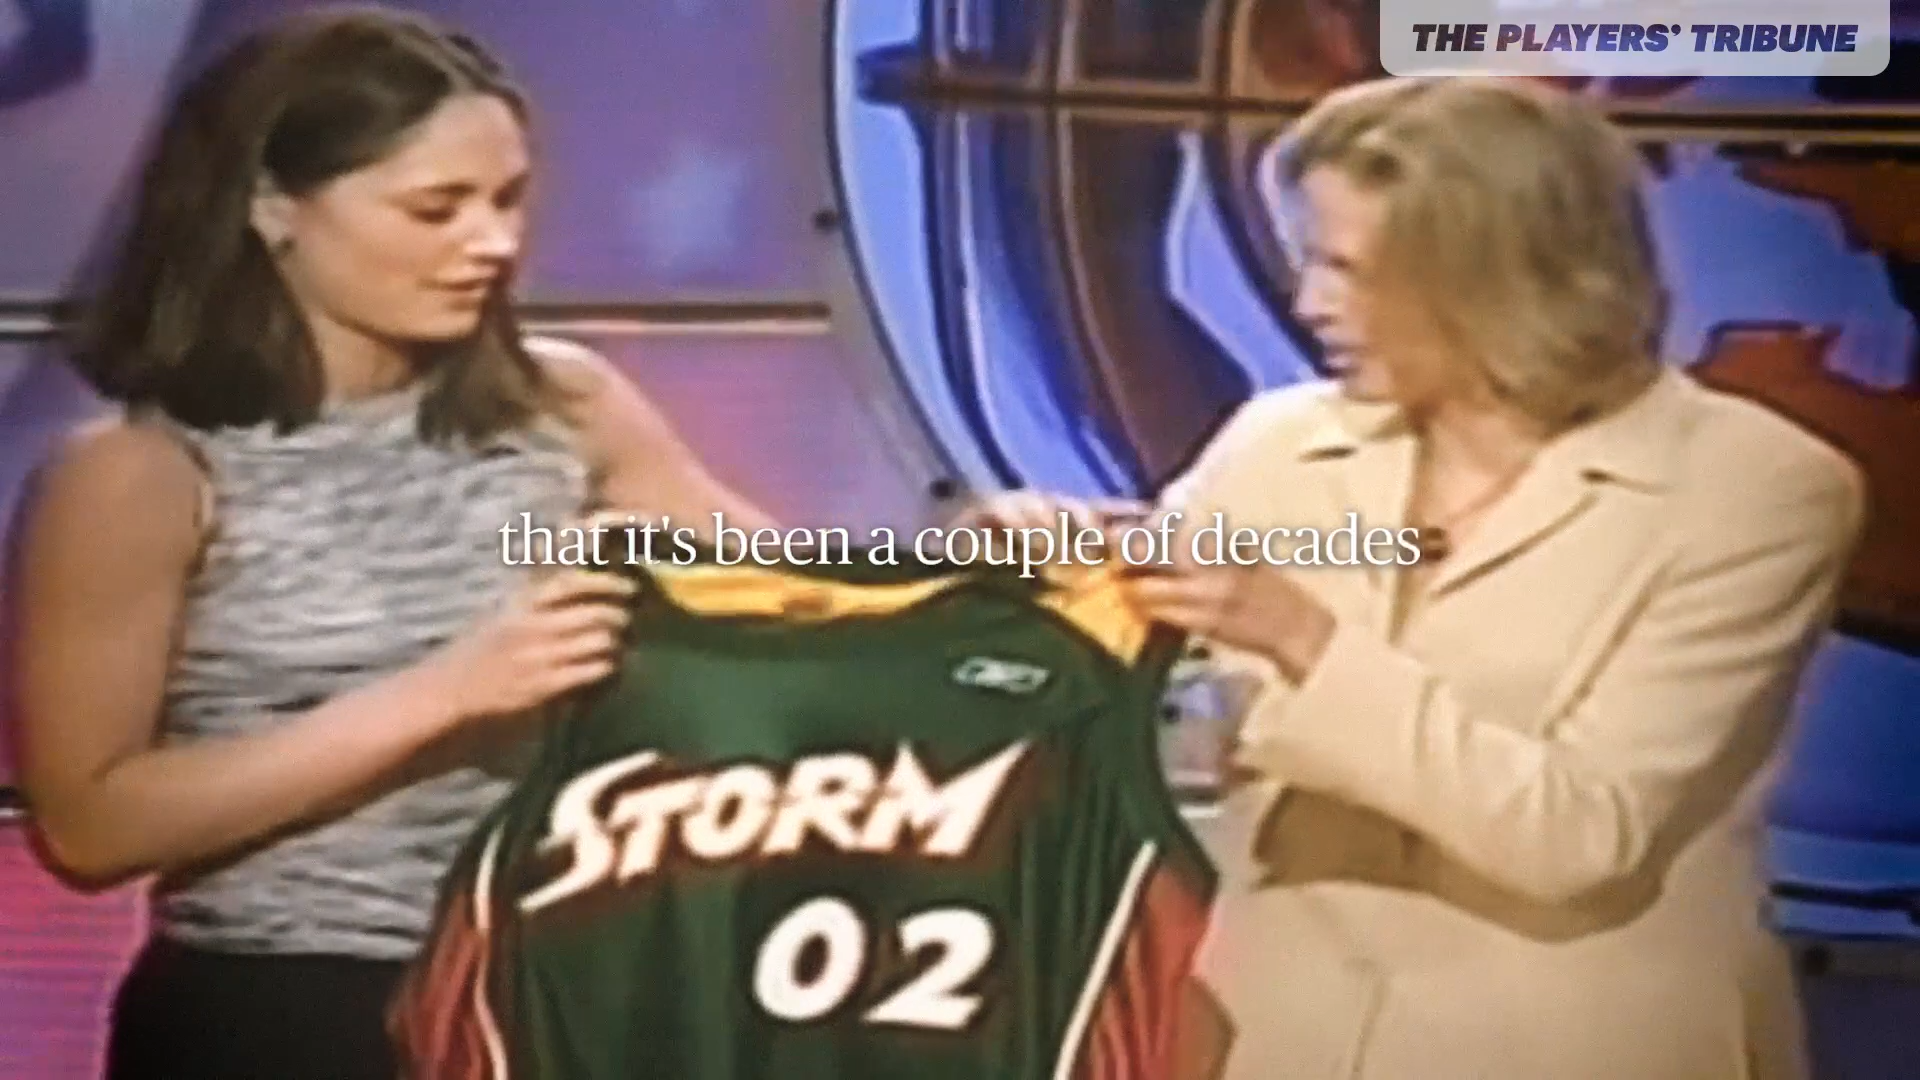 THE PLAYERS' TRIBUNE
that it's been a couple of decades
STORM
02